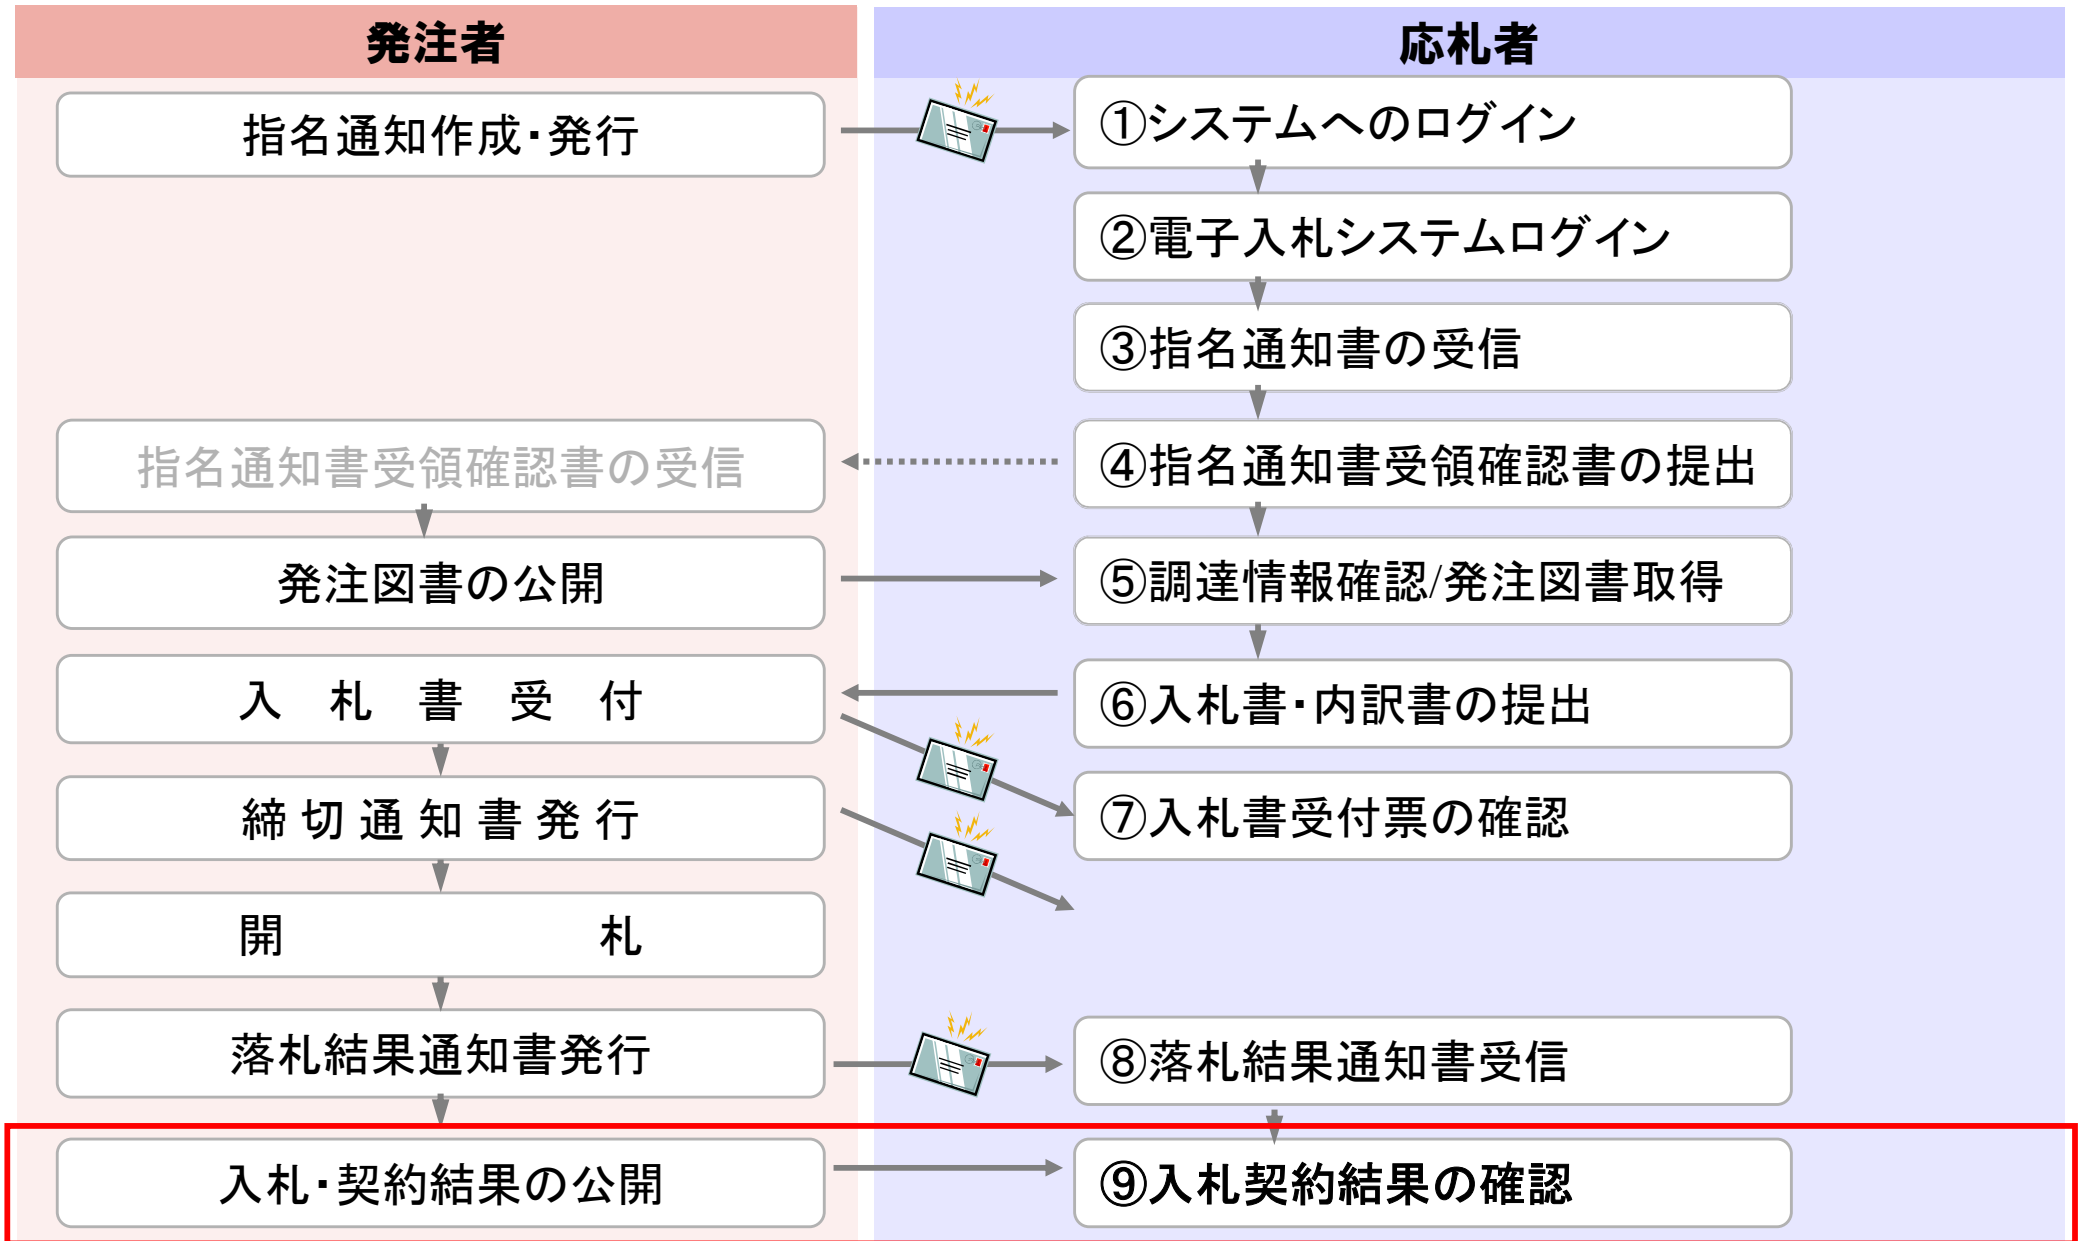 発注者
応札者
指名通知作成・発行
①システムへのログイン
②電子入札システムログイン
③指名通知書の受信
指名通知書受領確認書の受信
④指名通知書受領確認書の提出
発注図書の公開
⑤調達情報確認/発注図書取得
入 札 書 受 付
⑥入札書・内訳書の提出
締切通知書発行
⑦入札書受付票の確認
開 札
落札結果通知書発行
⑧落札結果通知書受信
入札・契約結果の公開
⑨入札契約結果の確認